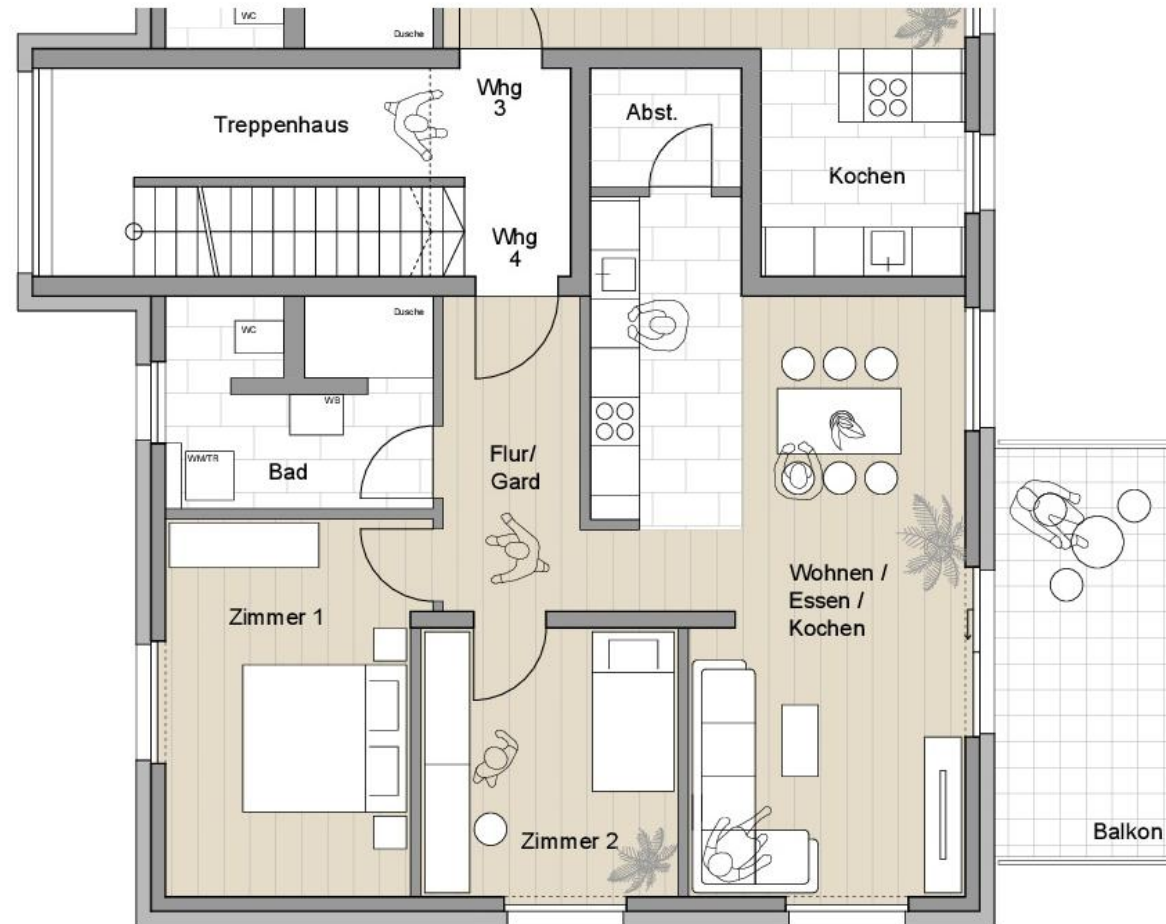 WC
Dusche
Whg
3
Treppenhaus
Abst.
Kochen
Whg
4
Dusche
WC
WB
WM/TR
Bad
Flur/
Gard
Wohnen /
Essen /
Kochen
Zimmer 1
Zimmer 2
Balkon